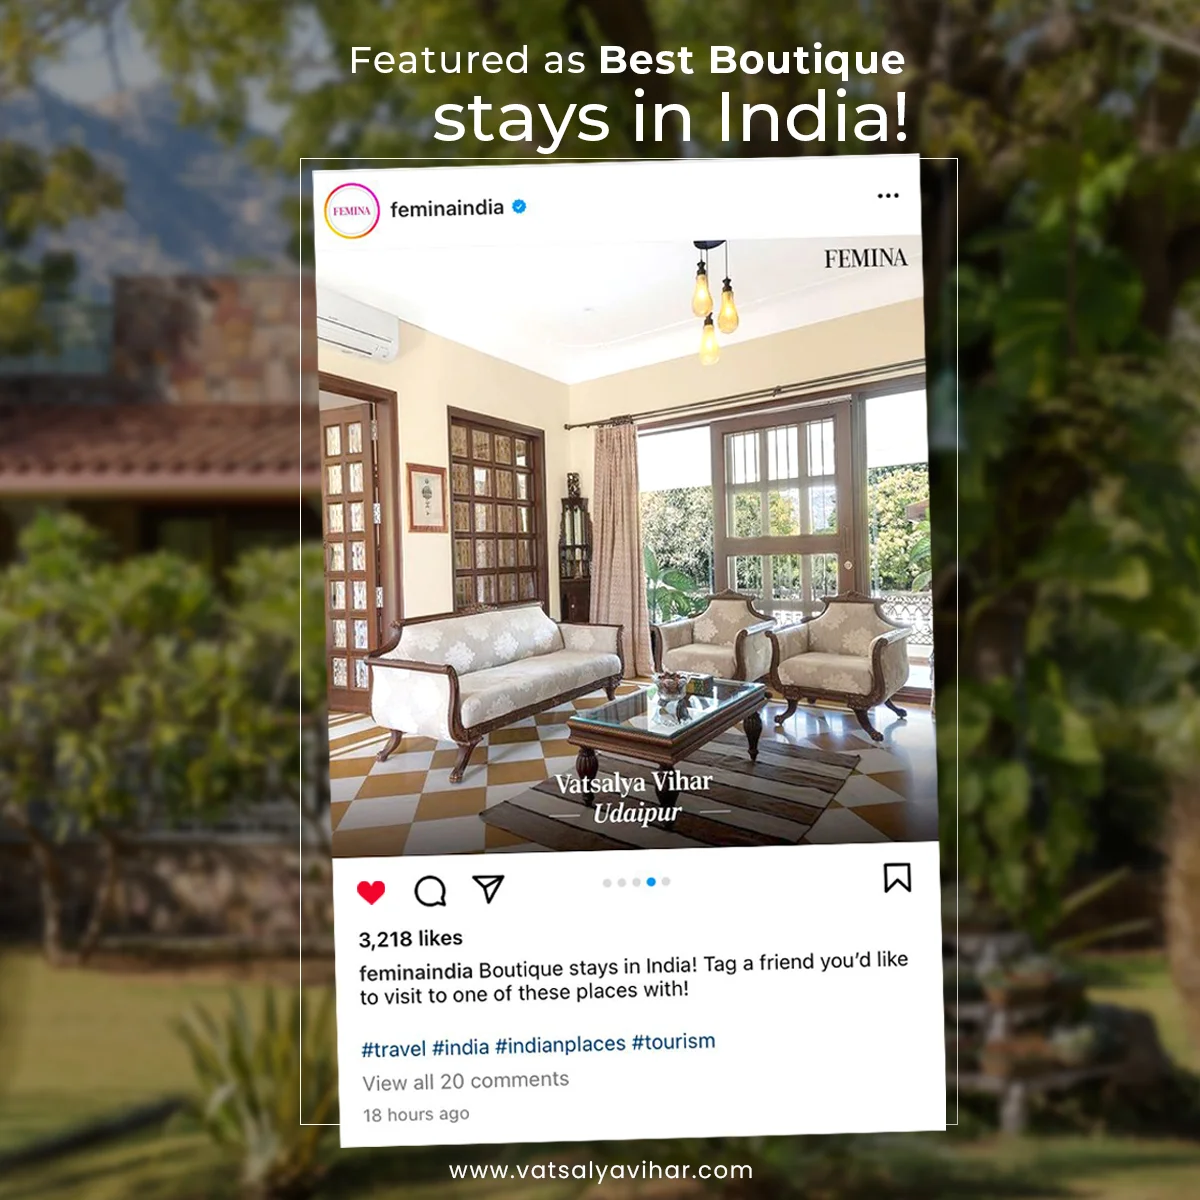 Featured as Best Boutique
stays in India!
FEMINA
feminaindia
FEMINA
Vatsalya Vihar
Udaipur
3,218 likes
feminaindia Boutique stays in India! Tag a friend you'd like
to visit to one of these places with!
#travel #india #indianplaces #tourism
View all 20 comments
18 hours ago
www.vatsalyavihar.com